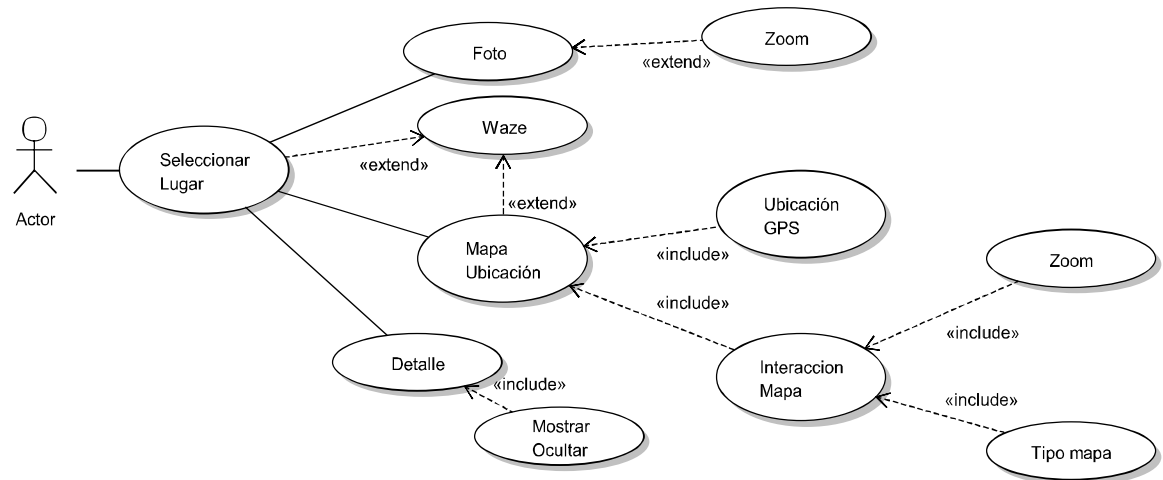 Foto
«extend»
Zoom
Waze
«extend»
Seleccionar
Lugar
Actor
«extend»
Mapa
Ubicación
Ubicación
GPS
«include»
«include»
Zoom
«include»
Interaccion
Mapa
«include»
Tipo mapa
Detalle
«include»
Mostrar
Ocultar